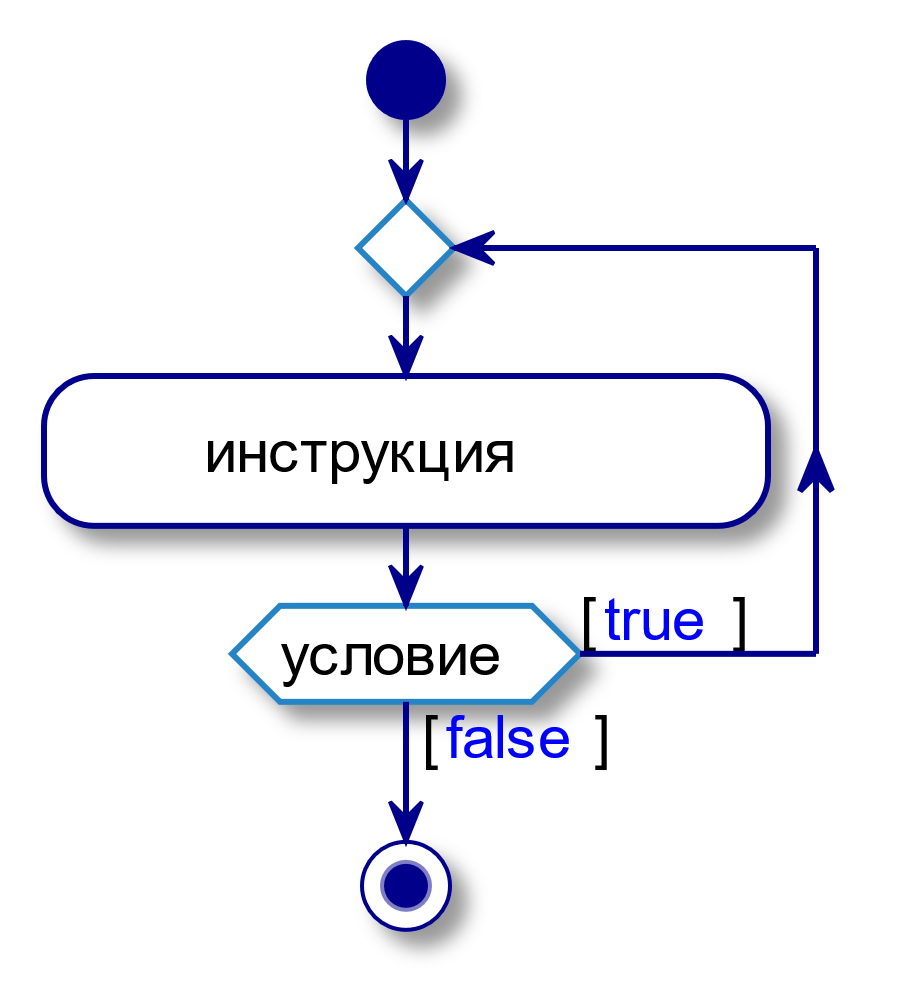 инструкция
[true ]
условие
[false ]